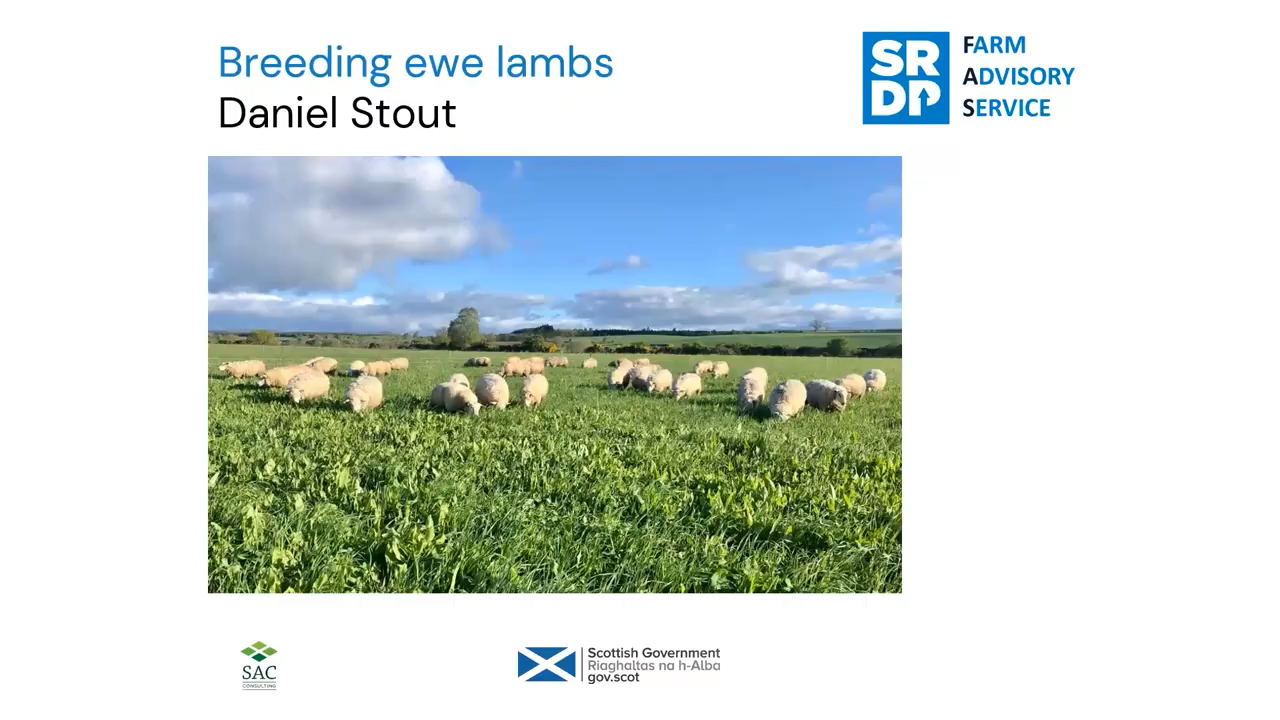 Breeding ewe lambs
Daniel Stout
SR
DP
FARM
ADVISORY
SERVICE
SAC
CONSULTING
Scottish Government
Riaghaltas na h-Alba
gov.scot